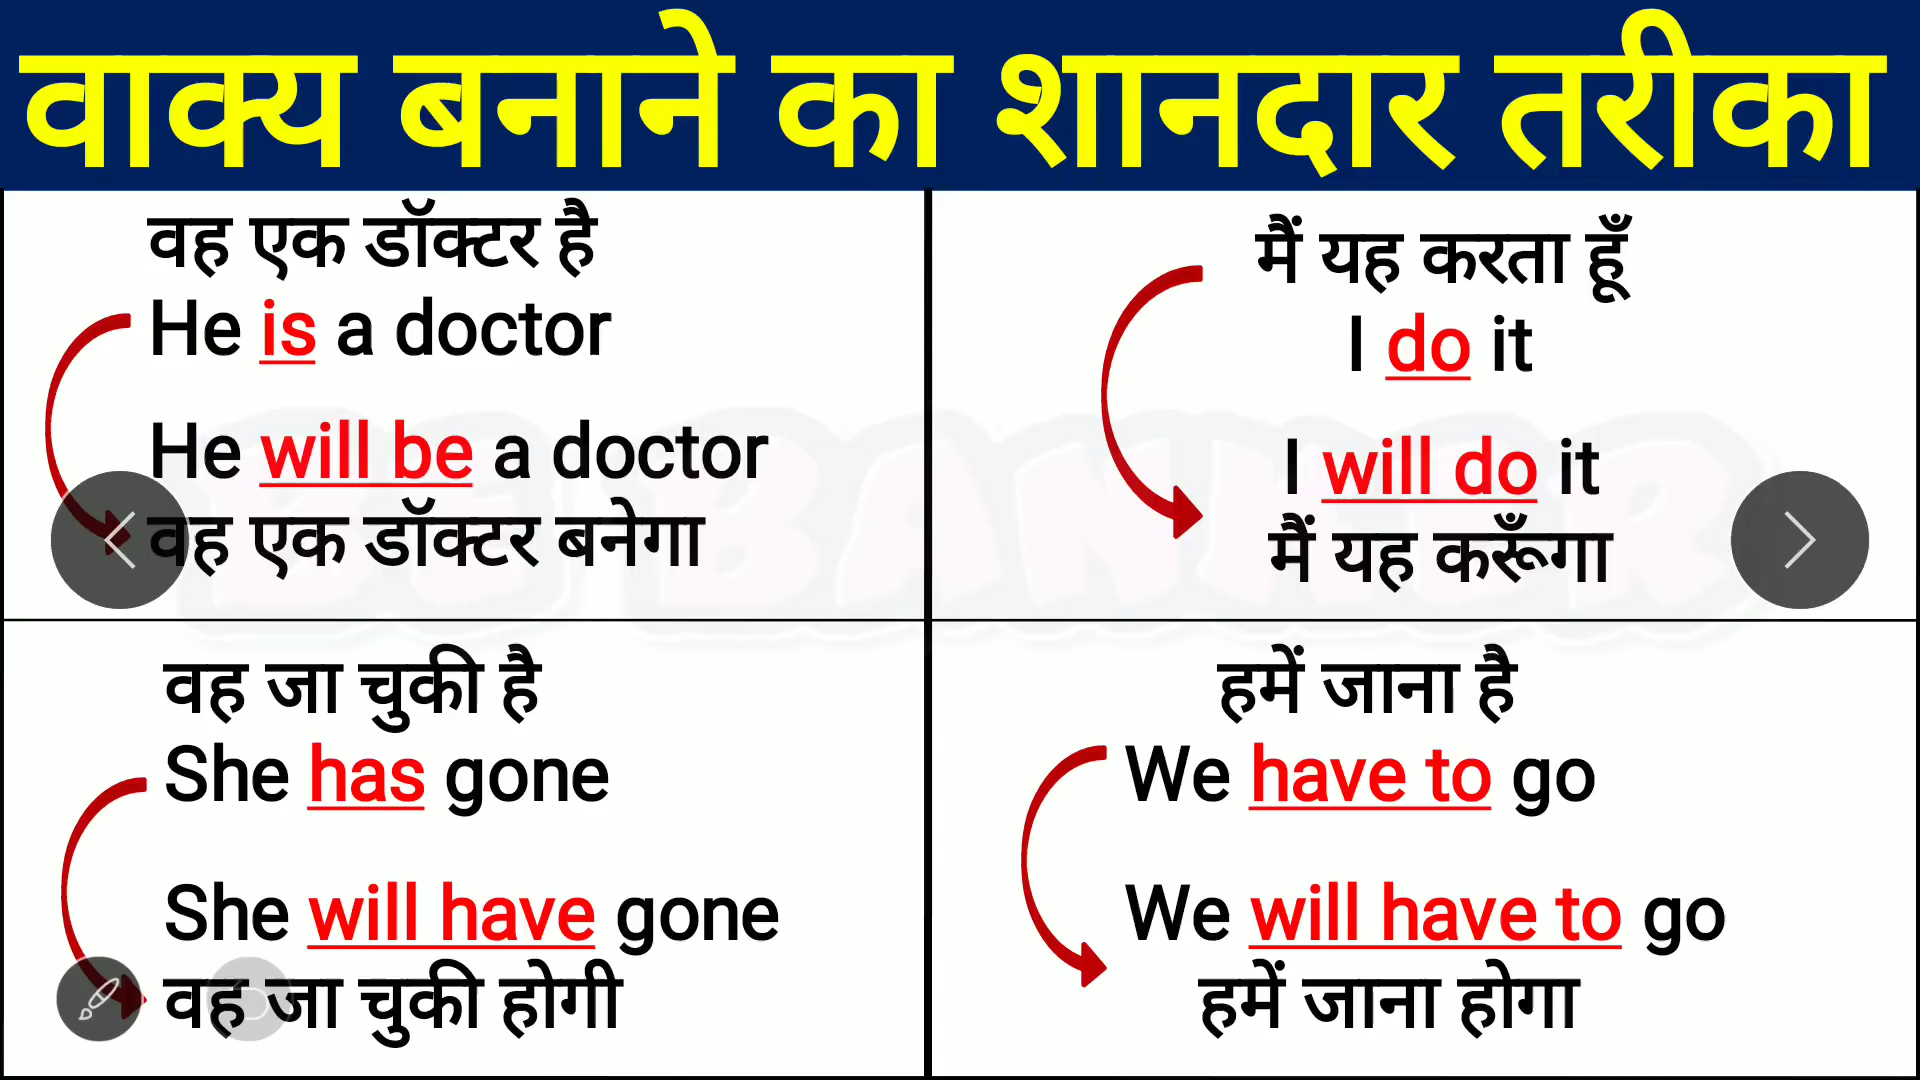 वाक्य बनाने का शानदार तरीका
वह एक डॉक्टर है
He is a doctor
He will be a doctor
वह एक डॉक्टर बनेगा
मैं यह करता हूँ
I do it
I will do it
मैं यह करूँगा
वह जा चुकी है
She has gone
She will have gone
वह जा चुकी होगी
हमें जाना है
We have to go
We will have to go
हमें जाना होगा
BE BANKER